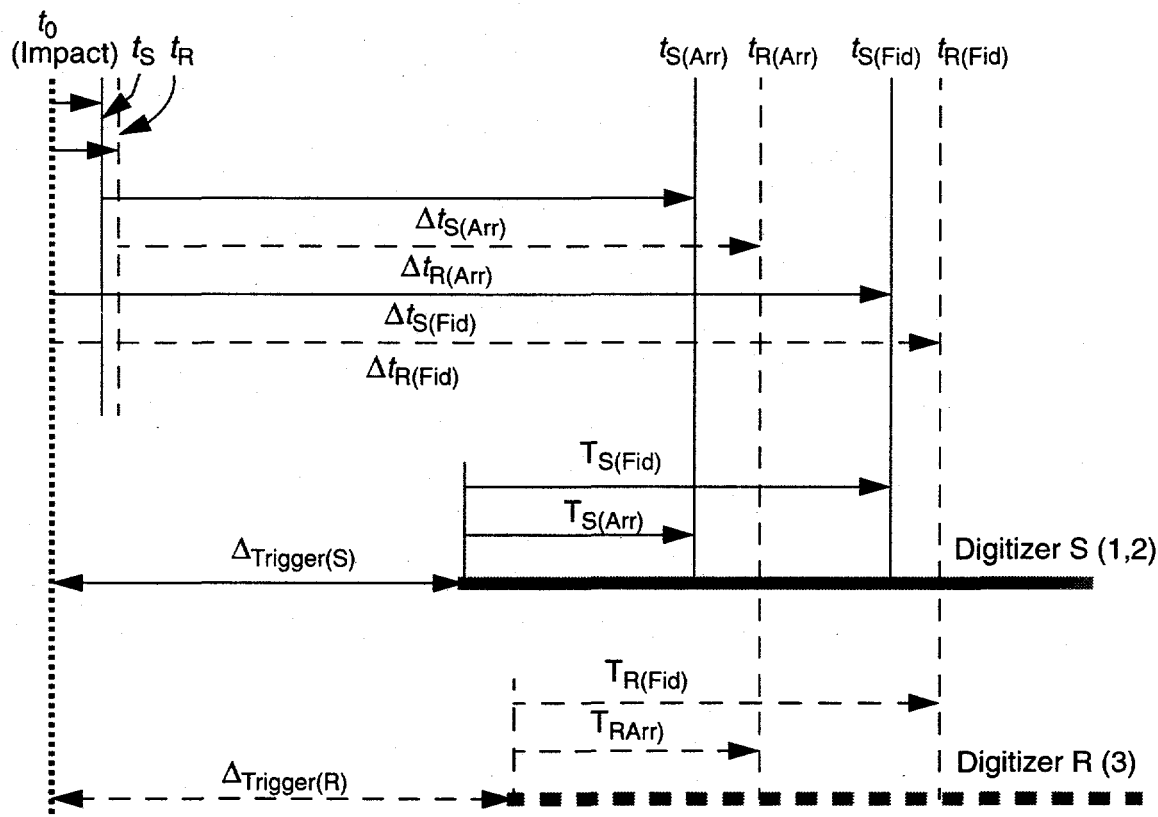 t0
(Impact) tS tR tS(Arr) tR(Arr) tS(Fid) tR(Fid)
ΔtS(Arr)
ΔtR(Arr)
ΔtS(Fid)
ΔtR(Fid)
TS(Fid)
TS(Arr)
ΔTrigger(S)
Digitizer S (1,2)
TR(Fid)
TRArr)
ΔTrigger(R)
Digitizer R (3)